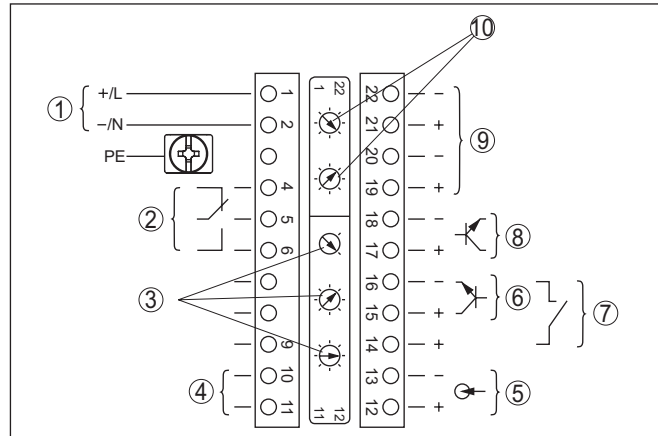 ⑩
1 22
① +/L 1 22 −
−/N 2 21 + ⑨
PE 20 −
4 19 +
② 5 18 − ⑧
6 17 +
16 − ⑥
③ 15 + ⑦
9 14 +
④ 10 13 − ⑤
11 12 +
11 12